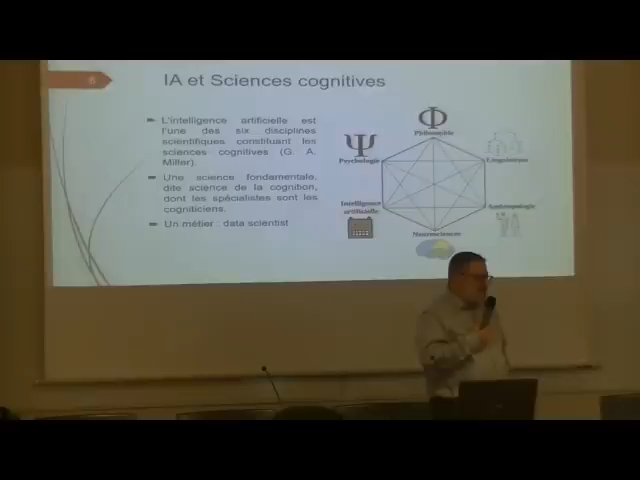 6
IA et Sciences cognitives
L'intelligence artificielle est
l'une des six disciplines
scientifiques constituant les
sciences cognitives (G. A.
Miller).
Une science fondamentale,
dite science de la cognition,
dont les spécialistes sont les
cogniticiens.
Un métier : data scientist
Φ
Philosophie
Ψ
Psychologie
Linguistique
Intelligence
artificielle
Anthropologie
Neurosciences